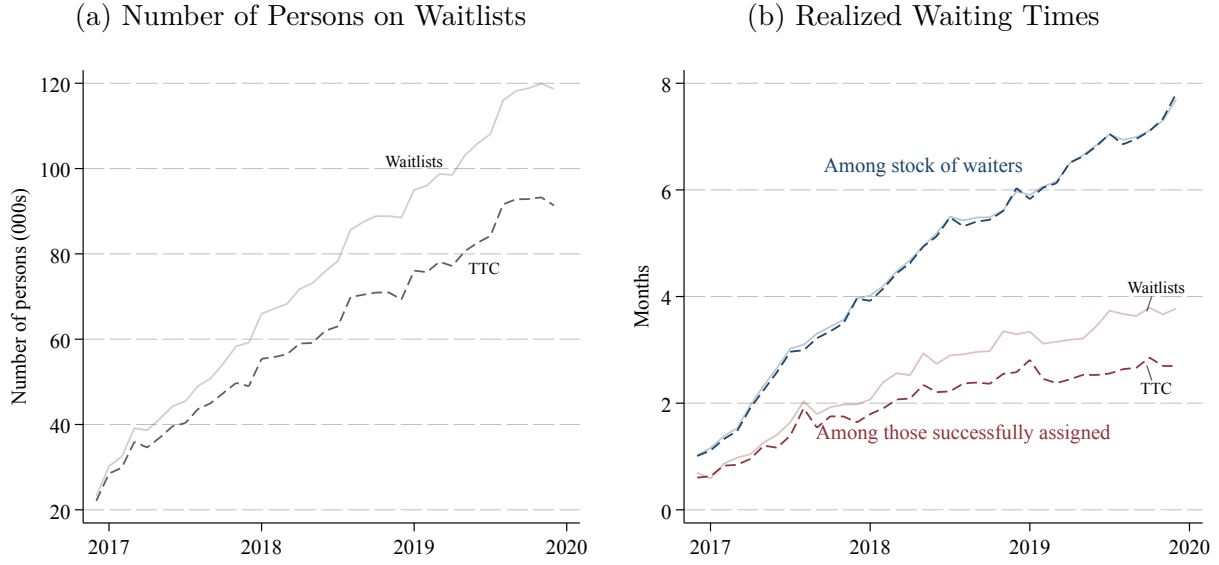 (a) Number of Persons on Waitlists
Number of persons (000s)
120
100
80
60
40
20
Waitlists
TTC
2017
2018
2019
2020
(b) Realized Waiting Times
Months
8
6
4
2
0
Among stock of waiters
Waitlists
TTC
Among those successfully assigned
2017
2018
2019
2020